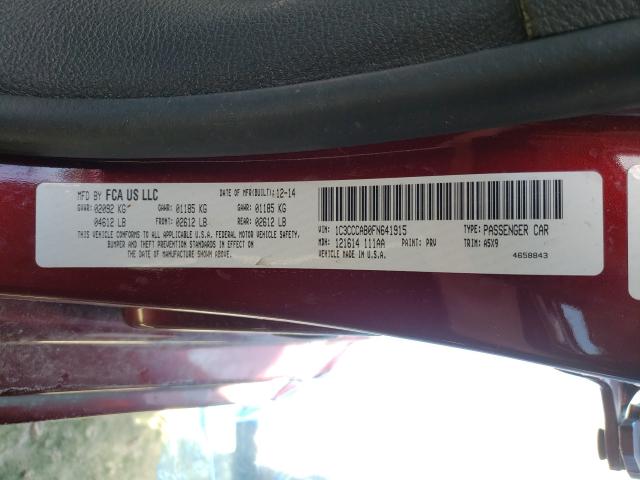 MFD BY FCA US LLC DATE OF MFR(BUILT):12-14
GVWR: 02092 KG GAWR: 01185 KG GAWR: 01185 KG
04612 LB FRONT: 02612 LB REAR: 02612 LB
THIS VEHICLE CONFORMS TO ALL APPLICABLE U.S.A. FEDERAL MOTOR VEHICLE SAFETY,
BUMPER AND THEFT PREVENTION STANDARDS IN EFFECT ON
THE DATE OF MANUFACTURE SHOWN ABOVE.
VIN: 1C3CCCAB0FN641915 TYPE: PASSENGER CAR
MDH: 121614 111AA PAINT: PRV TRIM: A5X9
VEHICLE MADE IN U.S.A. 4658843